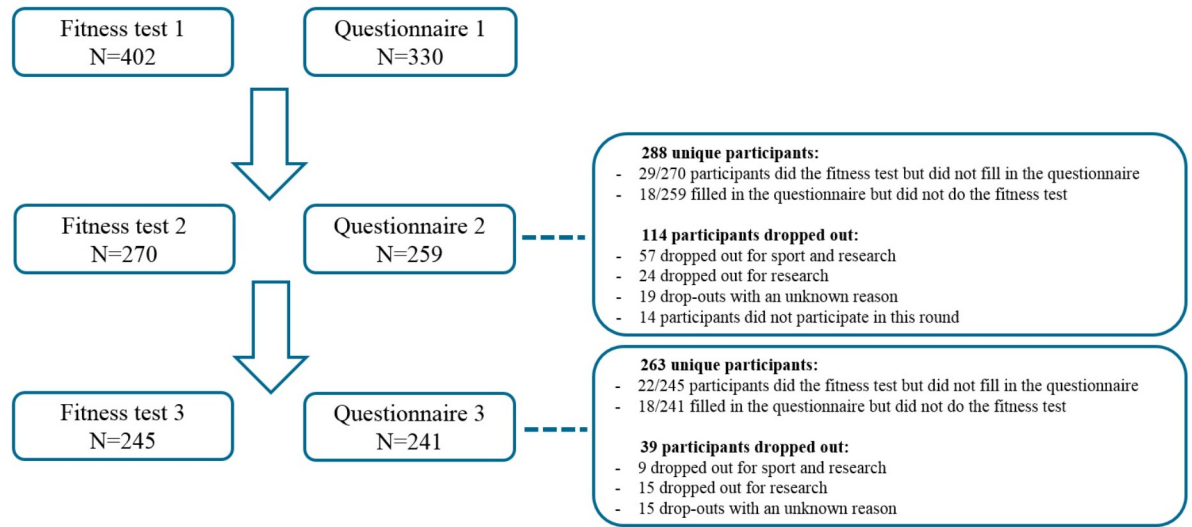 Fitness test 1
N=402
Questionnaire 1
N=330
Fitness test 2
N=270
Questionnaire 2
N=259
288 unique participants:
- 29/270 participants did the fitness test but did not fill in the questionnaire
- 18/259 filled in the questionnaire but did not do the fitness test
114 participants dropped out:
- 57 dropped out for sport and research
- 24 dropped out for research
- 19 drop-outs with an unknown reason
- 14 participants did not participate in this round
Fitness test 3
N=245
Questionnaire 3
N=241
263 unique participants:
- 22/245 participants did the fitness test but did not fill in the questionnaire
- 18/241 filled in the questionnaire but did not do the fitness test
39 participants dropped out:
- 9 dropped out for sport and research
- 15 dropped out for research
- 15 drop-outs with an unknown reason